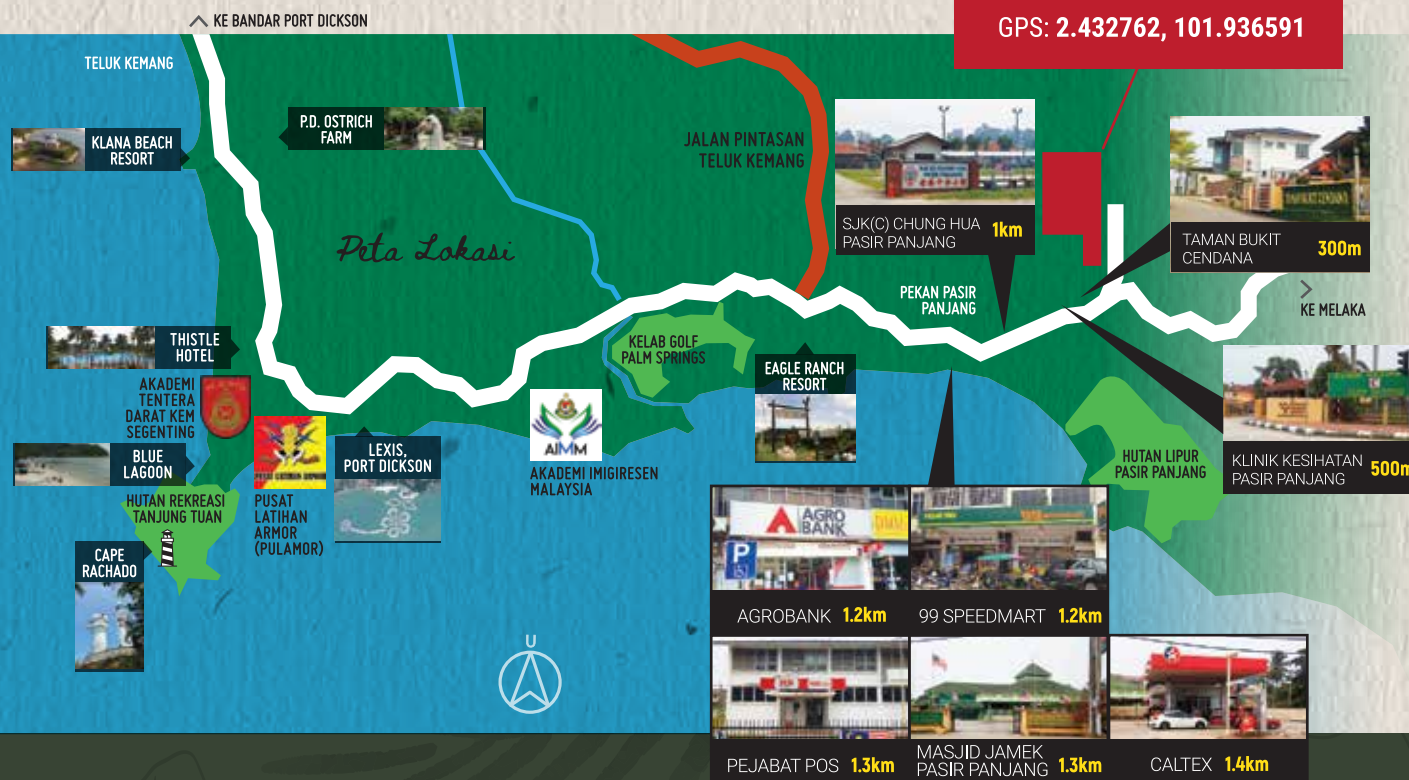 KE BANDAR PORT DICKSON
GPS: 2.432762, 101.936591
TELUK KEMANG
KLANA BEACH
RESORT
P.D. OSTRICH
FARM
JALAN PINTASAN
TELUK KEMANG
SJK(C) CHUNG HUA
PASIR PANJANG
1km
TAMAN BUKIT
CENDANA
300m
Peta Lokasi
PEKAN PASIR
PANJANG
KE MELAKA
THISTLE
HOTEL
KELAB GOLF
PALM SPRINGS
EAGLE RANCH
RESORT
AKADEMI
TENTERA
DARAT KEM
SEGENTING
BLUE
LAGOON
LEXIS,
PORT DICKSON
AIMM
AKADEMI IMIGIRESEN
MALAYSIA
HUTAN LIPUR
PASIR PANJANG
KLINIK KESIHATAN
PASIR PANJANG
500m
HUTAN REKREASI
TANJUNG TUAN
PUSAT
LATIHAN
ARMOR
(PULAMOR)
CAPE
RACHADO
U
AGRO
BANK
P
AGROBANK 1.2km
99 SPEEDMART 1.2km
PEJABAT POS 1.3km
MASJID JAMEK
PASIR PANJANG 1.3km
CALTEX 1.4km